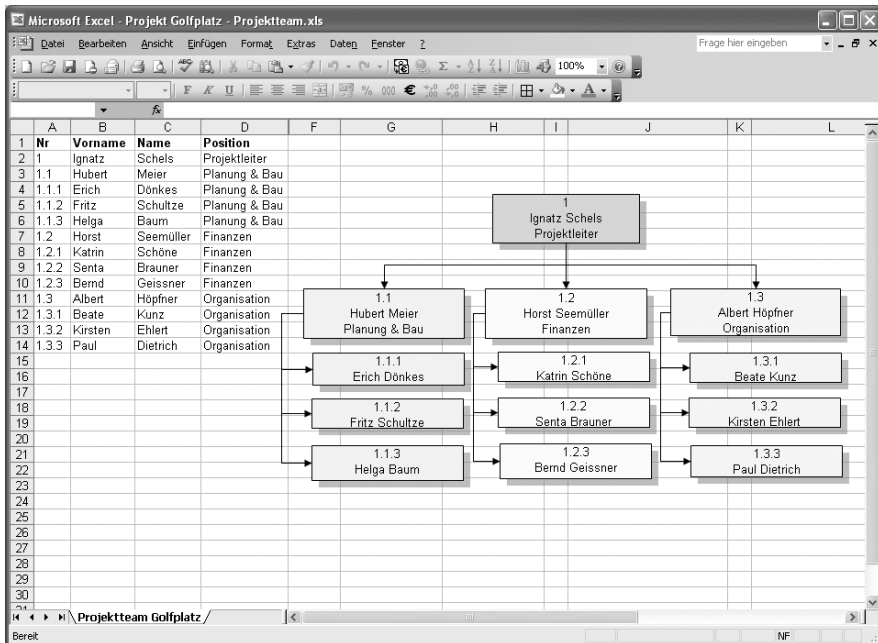 Microsoft Excel - Projekt Golfplatz - Projektteam.xls
Datei Bearbeiten Ansicht Einfügen Format Extras Daten Fenster ? Frage hier eingeben
100%
F K U % 000 €
fx
A B C D F G H I J K L
1 Nr Vorname Name Position
2 1 Ignatz Schels Projektleiter
3 1.1 Hubert Meier Planung & Bau
4 1.1.1 Erich Dönkes Planung & Bau
5 1.1.2 Fritz Schultze Planung & Bau
6 1.1.3 Helga Baum Planung & Bau
7 1.2 Horst Seemüller Finanzen
8 1.2.1 Katrin Schöne Finanzen
9 1.2.2 Senta Brauner Finanzen
10 1.2.3 Bernd Geissner Finanzen
11 1.3 Albert Höpfner Organisation
12 1.3.1 Beate Kunz Organisation
13 1.3.2 Kirsten Ehlert Organisation
14 1.3.3 Paul Dietrich Organisation
15
16
17
18
19
20
21
22
23
24
25
26
27
28
29
30
1
Ignatz Schels
Projektleiter
1.1
Hubert Meier
Planung & Bau
1.2
Horst Seemüller
Finanzen
1.3
Albert Höpfner
Organisation
1.1.1
Erich Dönkes
1.2.1
Katrin Schöne
1.3.1
Beate Kunz
1.1.2
Fritz Schultze
1.2.2
Senta Brauner
1.3.2
Kirsten Ehlert
1.1.3
Helga Baum
1.2.3
Bernd Geissner
1.3.3
Paul Dietrich
Projektteam Golfplatz
Bereit NF